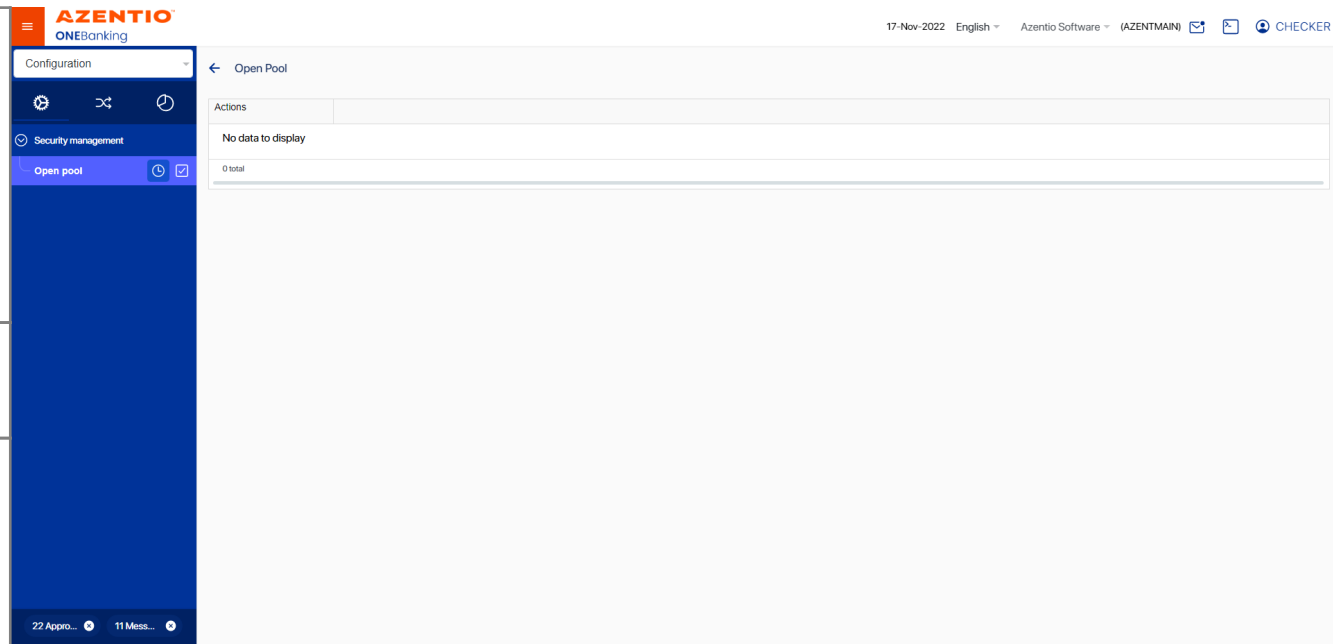 AZENTIO™
ONEBanking
17-Nov-2022 English Azentio Software (AZENTMAIN) CHECKER
Configuration
Open Pool
Actions
Security management
No data to display
Open pool
0 total
22 Appro... 11 Mess...